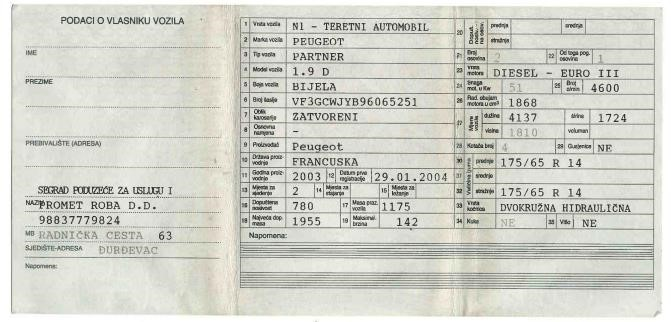 PODACI O VLASNIKU VOZILA
IME
PREZIME
PREBIVALIŠTE (ADRESA)
SEGRAD PODUZEĆE ZA USLUGU I
NAZIV PROMET ROBA D.D.
98837779824
MB RADNIČKA CESTA 63
SJEDIŠTE-ADRESA ĐURĐEVAC
Napomena:
1 Vrsta vozila N1 - TERETNI AUTOMOBIL
2 Marka vozila PEUGEOT
3 Tip vozila PARTNER
4 Model vozila 1.9 D
5 Boja vozila BIJELA
6 Broj šasije VF3GCWJYB96065251
7 Oblik karoserije ZATVORENI
8 Osnovna namjena -
9 Proizvođač Peugeot
10 Država proizvodnje FRANCUSKA
11 Godina proizvodnje 2003 12 Datum prve registracije 29.01.2004
13 Mjesta za sjedenje 2 14 Mjesta za stajanje 15 Mjesta za ležanje
16 Dopuštena nosivost 780 17 Masa praz. vozila 1175
18 Najveća dop. masa 1955 19 Maksimal. brzina 142
Napomena:
20 Dopušt. prednja srednja
stražnja
21 Broj osovina 2 22 Od toga pog. osovina 1
23 Vrsta motora DIESEL - EURO III
24 Snaga mot. u Kw 51 25 Broj o/min 4600
26 Rad. obujam motora u cm³ 1868
27 Mjere vozila dužina 4137 širina 1724
visina 1810 volumen
28 Kotača broj 4 29 Gusjenice NE
30 prednje 175/65 R 14
31 srednje
32 stražnje 175/65 R 14
33 Vrsta kočnica DVOKRUŽNA HIDRAULIČNA
34 Kuka NE 35 Vitlo NE